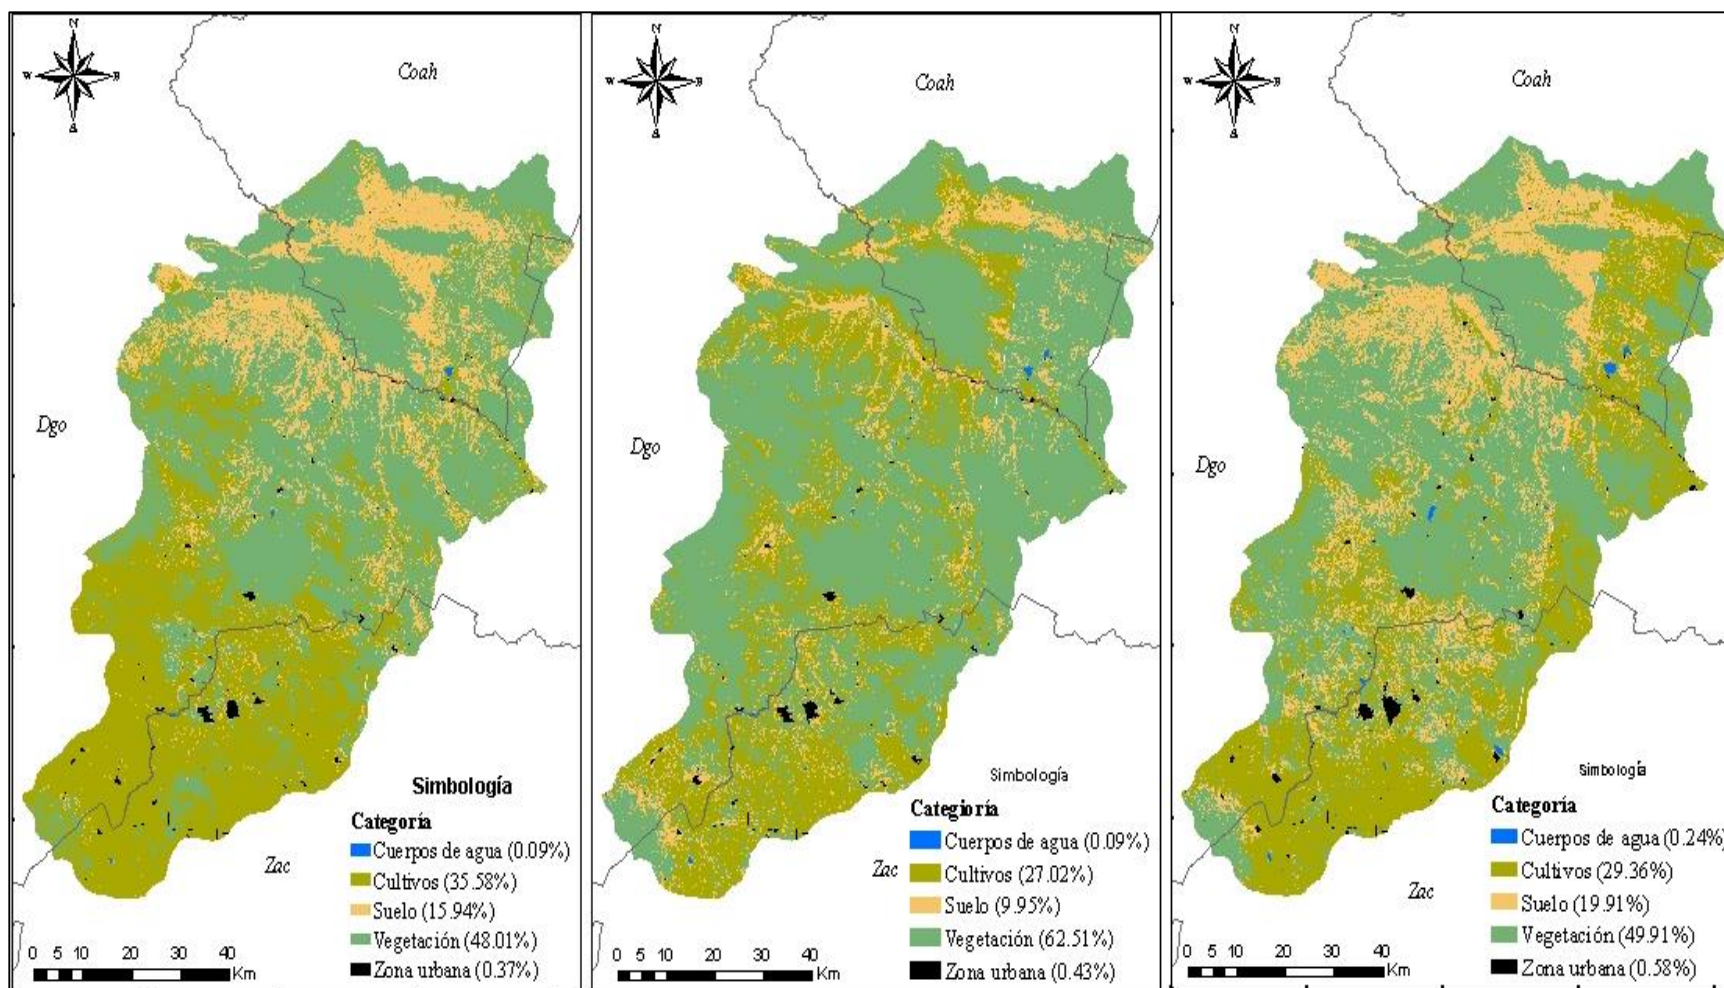 N
W
E
S
Coah
Dgo
Zac
Simbología
Categoría
Cuerpos de agua (0.09%)
Cultivos (35.58%)
Suelo (15.94%)
Vegetación (48.01%)
Zona urbana (0.37%)
0 5 10 20 30 40
Km
N
W
E
S
Coah
Dgo
Zac
Simbología
Categioría
Cuerpos de agua (0.09%)
Cultivos (27.02%)
Suelo (9.95%)
Vegetación (62.51%)
Zona urbana (0.43%)
0 5 10 20 30 40
Km
N
W
E
S
Coah
Dgo
Zac
Simbología
Categoría
Cuerpos de agua (0.24%)
Cultivos (29.36%)
Suelo (19.91%)
Vegetación (49.91%)
Zona urbana (0.58%)
0 5 10 20 30 40
Km